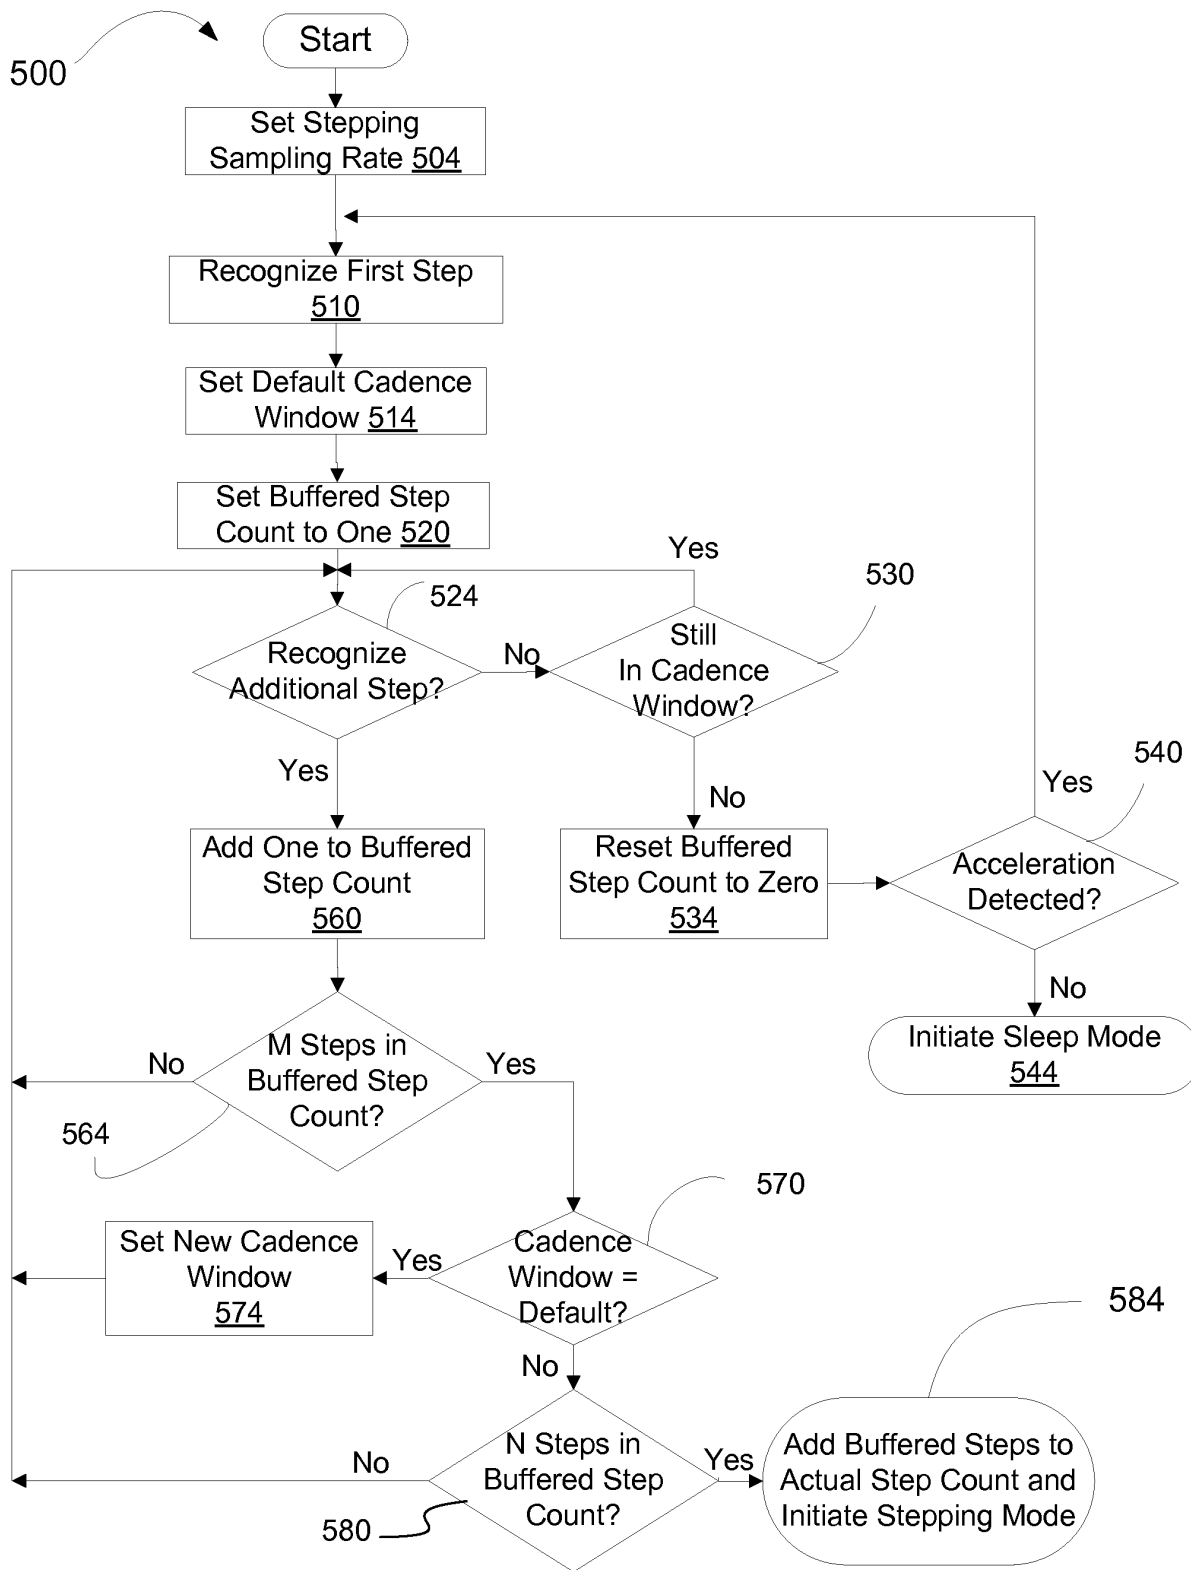 500
Start
Set Stepping
Sampling Rate 504
Recognize First Step
510
Set Default Cadence
Window 514
Set Buffered Step
Count to One 520
Yes
530
524
Recognize
Additional Step?
No
Still
In Cadence
Window?
540
Yes
Yes
No
Add One to Buffered
Step Count
560
Reset Buffered
Step Count to Zero
534
Acceleration
Detected?
No
Initiate Sleep Mode
544
No
M Steps in
Buffered Step
Count?
Yes
564
570
Set New Cadence
Window
574
Yes
Cadence
Window =
Default?
584
No
No
N Steps in
Buffered Step
Count?
Yes
580
Add Buffered Steps to
Actual Step Count and
Initiate Stepping Mode